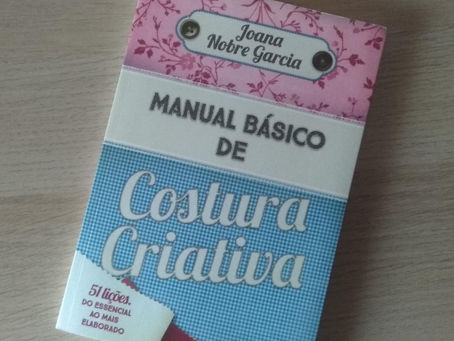 Joana
Nobre Garcia
MANUAL BÁSICO
DE
Costura
Criativa
51 lições,
DO ESSENCIAL
AO MAIS
ELABORADO